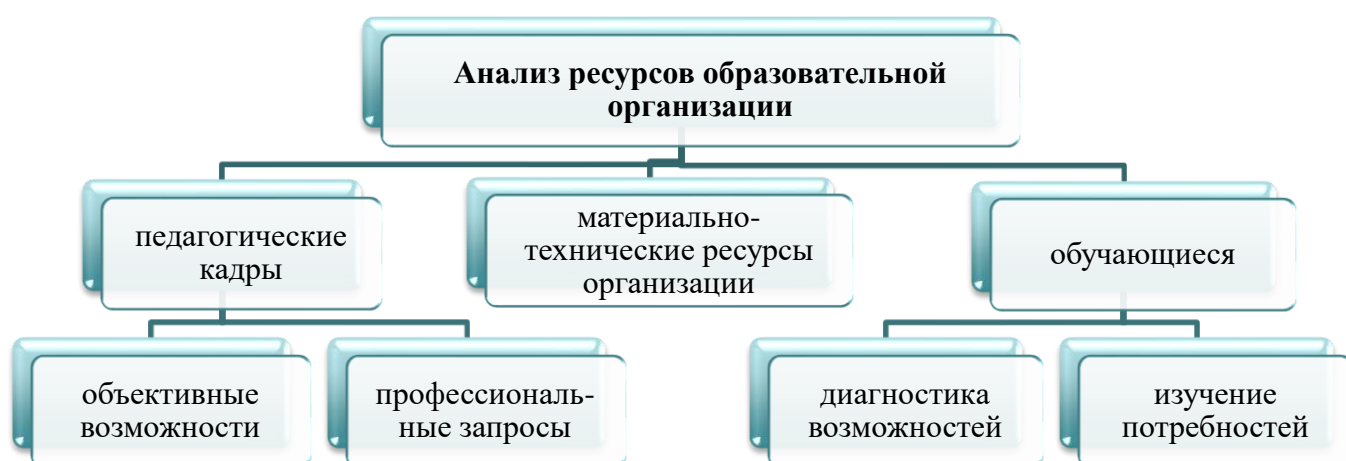 Анализ ресурсов образовательной
организации
педагогические
кадры
материально-
технические ресурсы
организации
обучающиеся
объективные
возможности
профессиональ-
ные запросы
диагностика
возможностей
изучение
потребностей